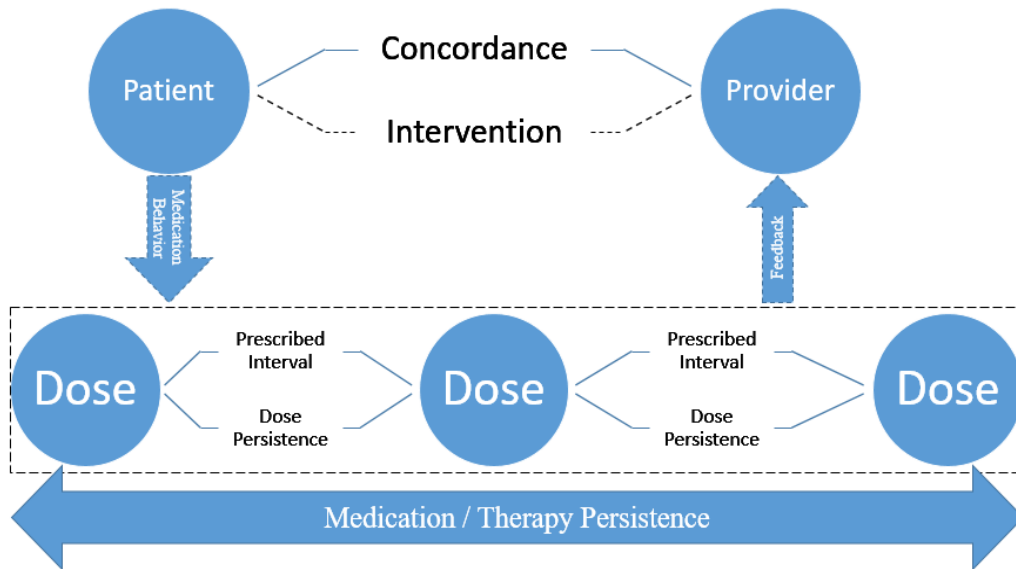 Patient
Concordance
Intervention
Provider
Medication
Behavior
Feedback
Dose
Prescribed
Interval
Dose
Persistence
Dose
Prescribed
Interval
Dose
Persistence
Dose
Medication / Therapy Persistence